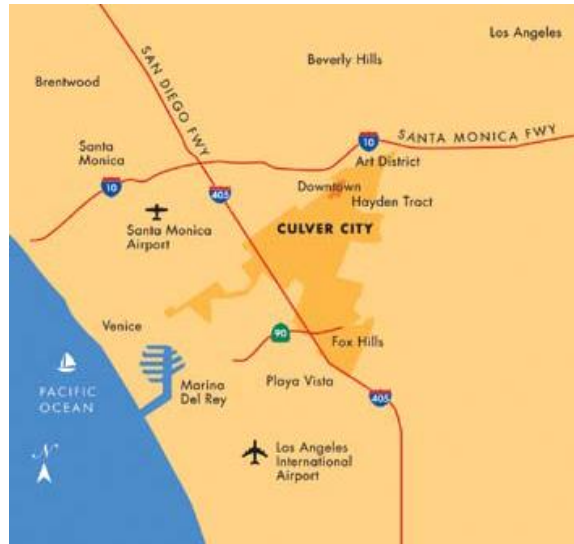 Los Angeles
Beverly Hills
Brentwood
SAN DIEGO FWY
SANTA MONICA FWY
10
Art District
Santa
Monica
10
405
Downtown
Hayden Tract
Santa Monica
Airport
CULVER CITY
Venice
90
Fox Hills
PACIFIC
OCEAN
Marina
Del Rey
Playa Vista
405
N
Los Angeles
International
Airport